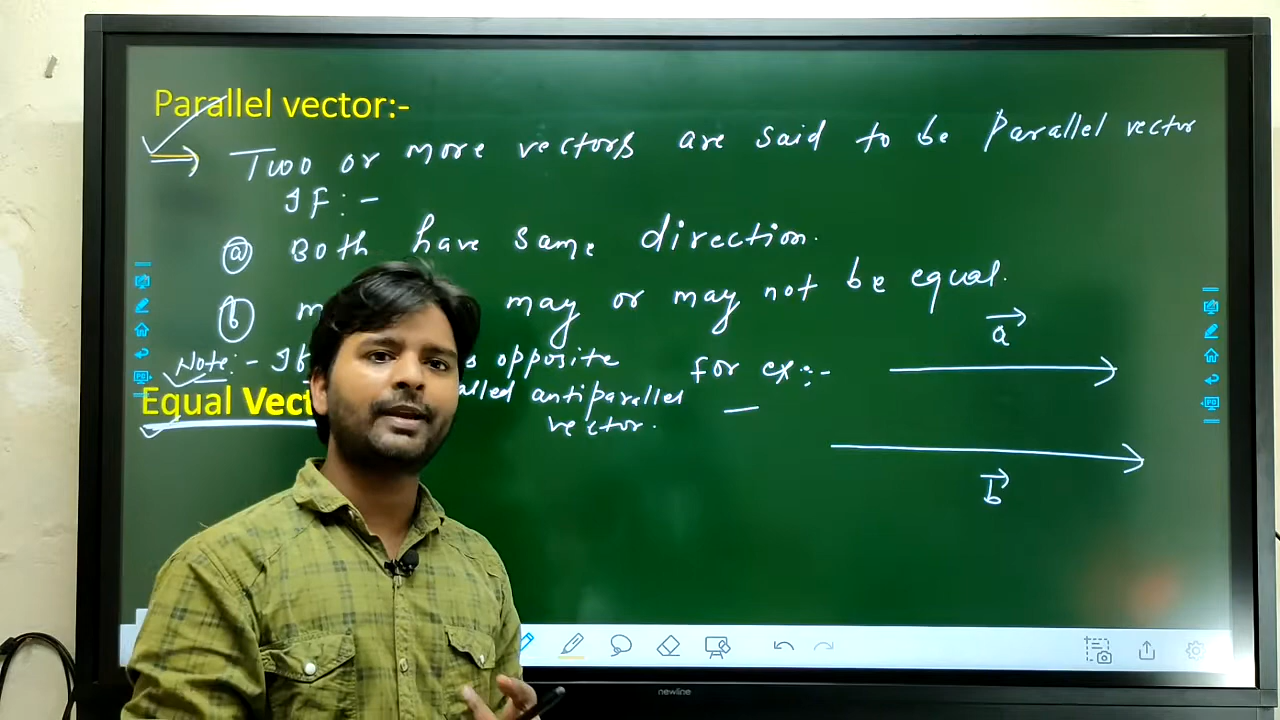 Parallel vector:-
Two or more vectors are said to be Parallel vector
If :-
(a) Both have same direction.
(b) may or may not be equal.
Note :- If opposite
antiparallel
vector.
for ex :-
a
b
Equal
newline